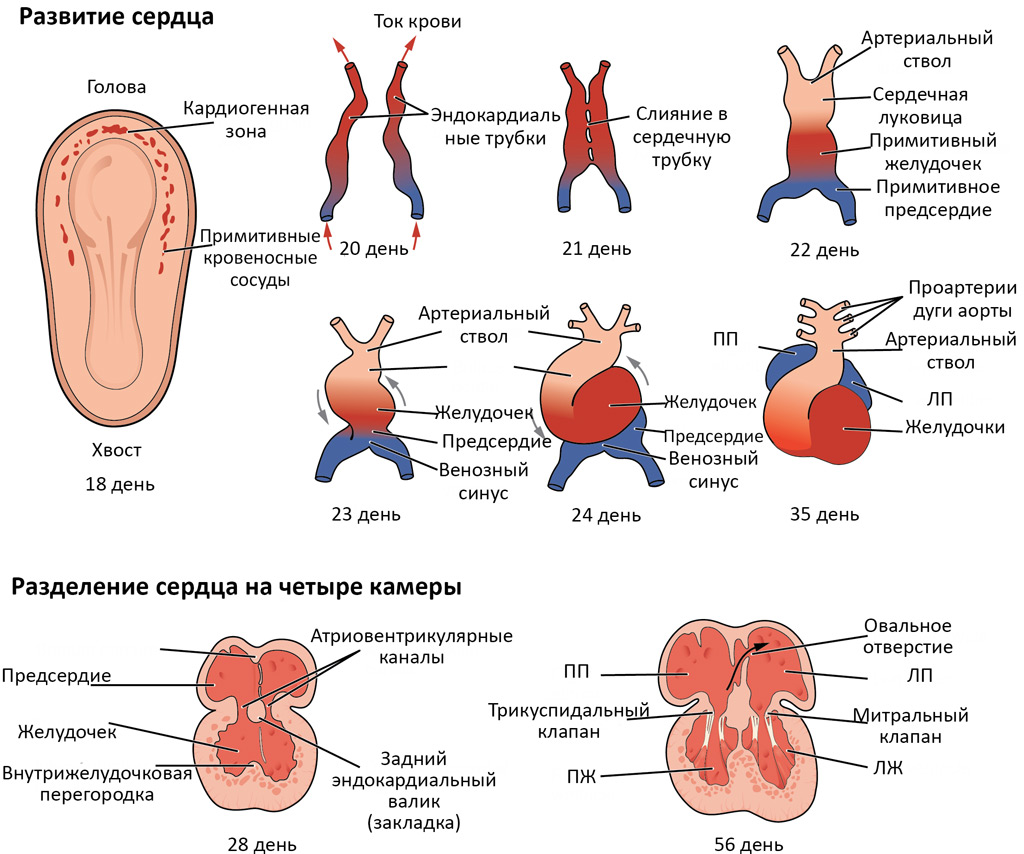 Развитие сердца
Голова
Кардиогенная
зона
Примитивные
кровеносные
сосуды
Хвост
18 день
Ток крови
Эндокардиаль
ные трубки
20 день
Слияние в
сердечную
трубку
21 день
Артериальный
ствол
Сердечная
луковица
Примитивный
желудочек
Примитивное
предсердие
22 день
Артериальный
ствол
Желудочек
Предсердие
Венозный
синус
23 день
Желудочек
Предсердие
Венозный
синус
24 день
Проартерии
дуги аорты
ПП
Артериальный
ствол
ЛП
Желудочки
35 день
Разделение сердца на четыре камеры
Атриовентрикулярные
каналы
Предсердие
Желудочек
Внутрижелудочковая
перегородка
Задний
эндокардиальный
валик
(закладка)
28 день
Овальное
отверстие
ПП
ЛП
Трикуспидальный
клапан
Митральный
клапан
ПЖ
ЛЖ
56 день